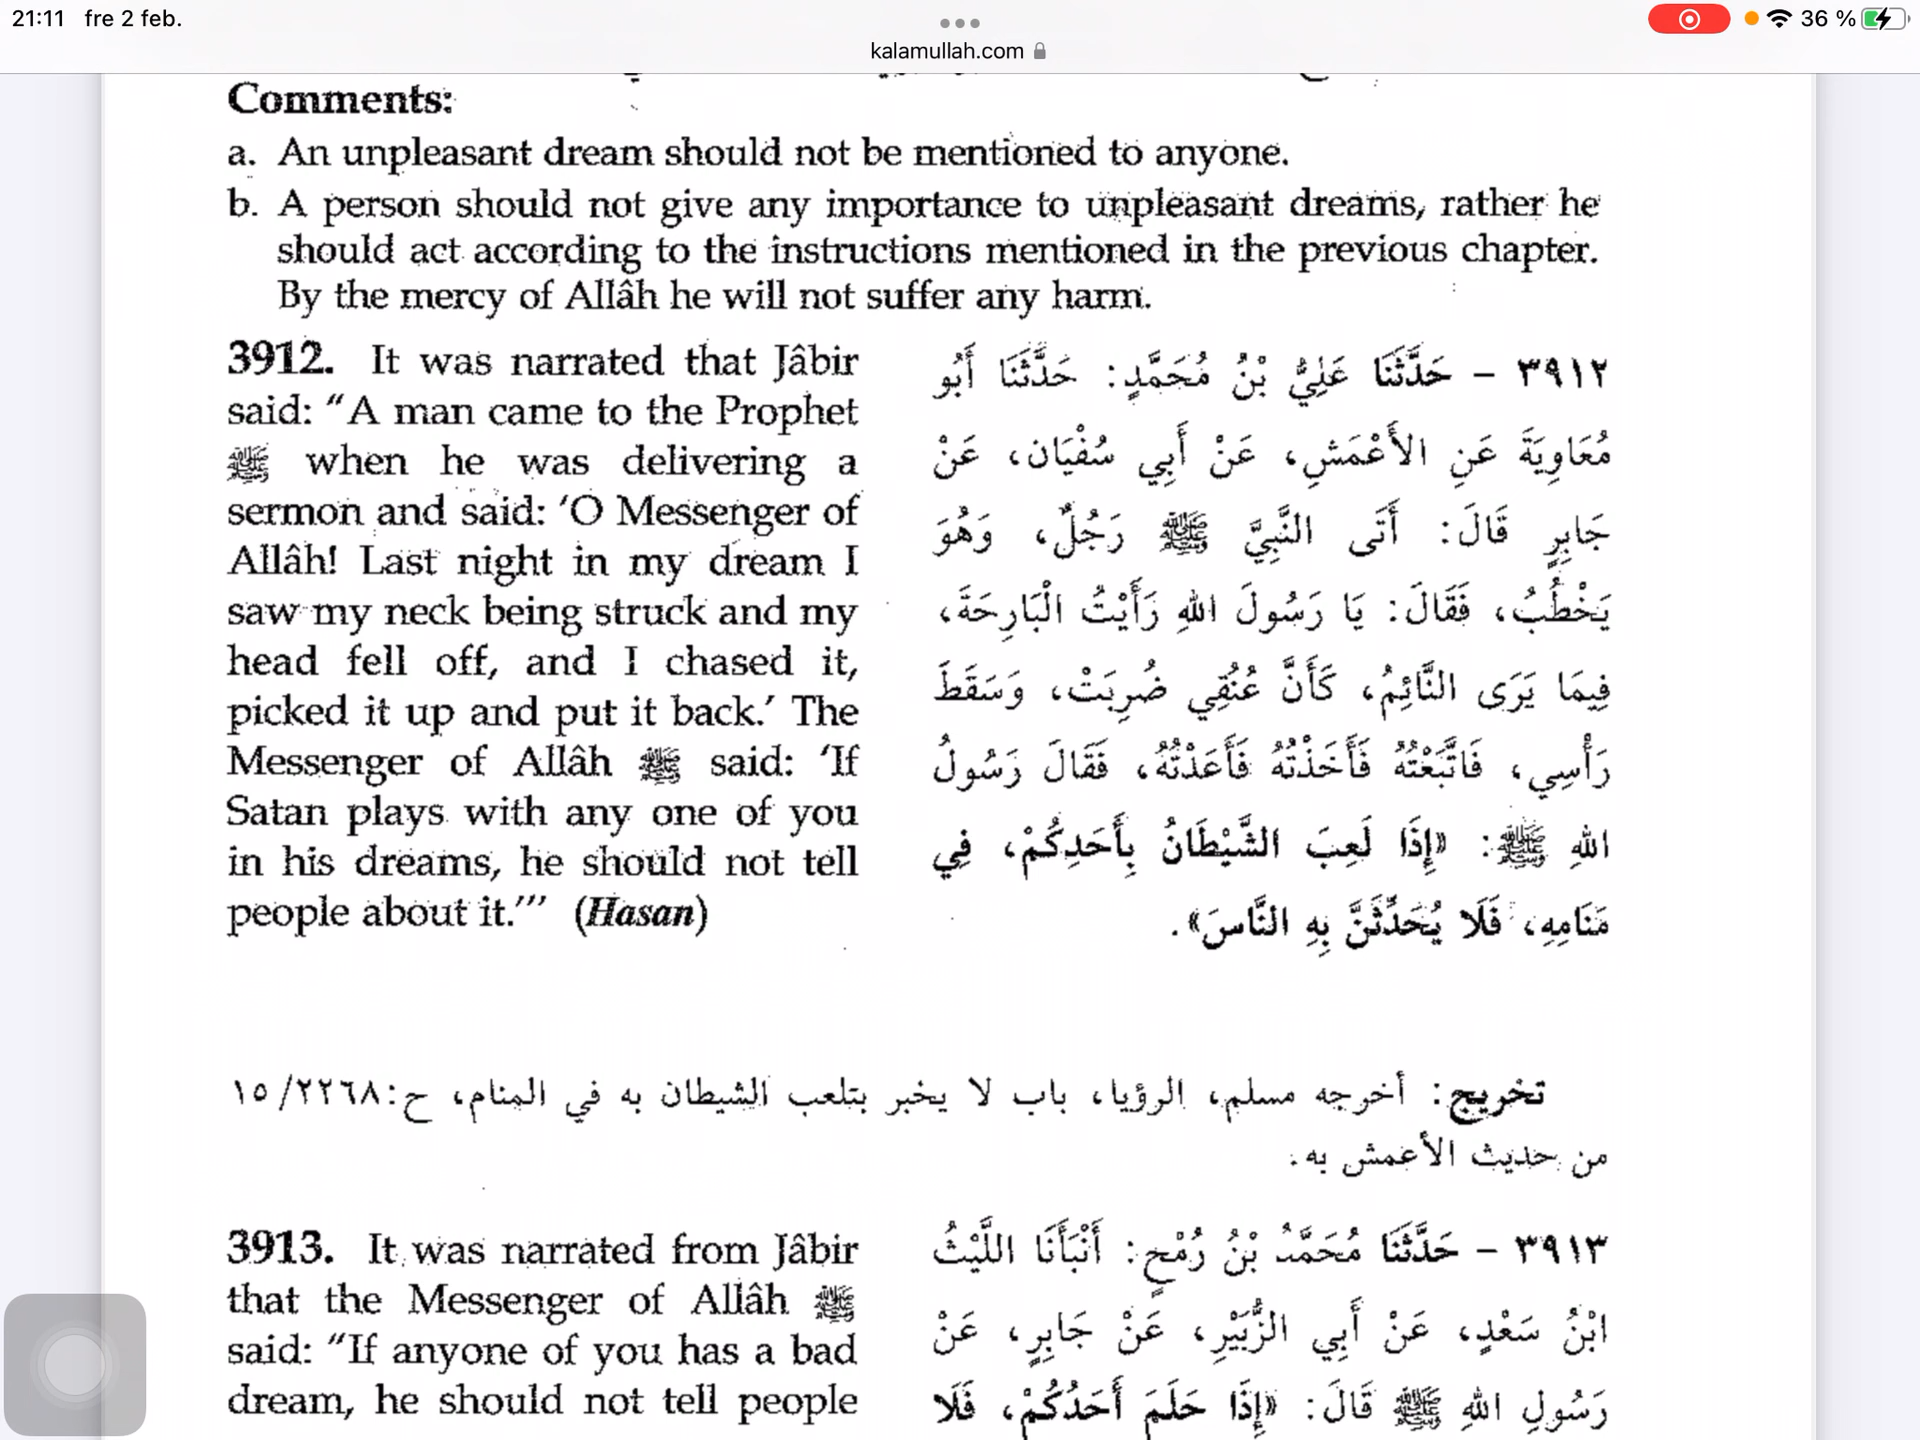 21:11 fre 2 feb.
36 %
kalamullah.com
Comments:
a. An unpleasant dream should not be mentioned to anyone.
b. A person should not give any importance to unpleasant dreams, rather he
should act according to the instructions mentioned in the previous chapter.
By the mercy of Allâh he will not suffer any harm.
3912. It was narrated that Jâbir
said: “A man came to the Prophet
ﷺ when he was delivering a
sermon and said: ‘O Messenger of
Allâh! Last night in my dream I
saw my neck being struck and my
head fell off, and I chased it,
picked it up and put it back.’ The
Messenger of Allâh ﷺ said: ‘If
Satan plays with any one of you
in his dreams, he should not tell
people about it.’” (Hasan)
٣٩١٢ – حَدَّثَنَا عَلِيُّ بْنُ مُحَمَّدٍ: حَدَّثَنَا أَبُو
مُعَاوِيَةَ عَنِ الأَعْمَشِ، عَنْ أَبِي سُفْيَان، عَنْ
جَابِرٍ قَالَ: أَتَى النَّبِيَّ ﷺ رَجُلٌ، وَهُوَ
يَخْطُبُ، فَقَالَ: يَا رَسُولَ اللهِ رَأَيْتُ الْبَارِحَةَ،
فِيمَا يَرَى النَّائِمُ، كَأَنَّ عُنُقِي ضُرِبَتْ، وَسَقَطَ
رَأْسِي، فَاتَّبَعْتُهُ فَأَخَذْتُهُ فَأَعَدْتُهُ، فَقَالَ رَسُولُ
اللهِ ﷺ: «إِذَا لَعِبَ الشَّيْطَانُ بِأَحَدِكُمْ، فِي
مَنَامِهِ، فَلَا يُحَدِّثَنَّ بِهِ النَّاسَ».
تخريج: أخرجه مسلم، الرؤيا، باب لا يخبر بتلعب الشيطان به في المنام، ح:٢٢٦٨/ ١٥
من حديث الأعمش به.
3913. It was narrated from Jâbir
that the Messenger of Allâh ﷺ
said: “If anyone of you has a bad
dream, he should not tell people
٣٩١٣ – حَدَّثَنَا مُحَمَّدُ بْنُ رُمْحٍ: أَنْبَأَنَا اللَّيْثُ
ابْنُ سَعْدٍ، عَنْ أَبِي الزُّبَيْرِ، عَنْ جَابِرٍ، عَنْ
رَسُولِ اللهِ ﷺ قَالَ: «إِذَا حَلَمَ أَحَدُكُمْ، فَلَا